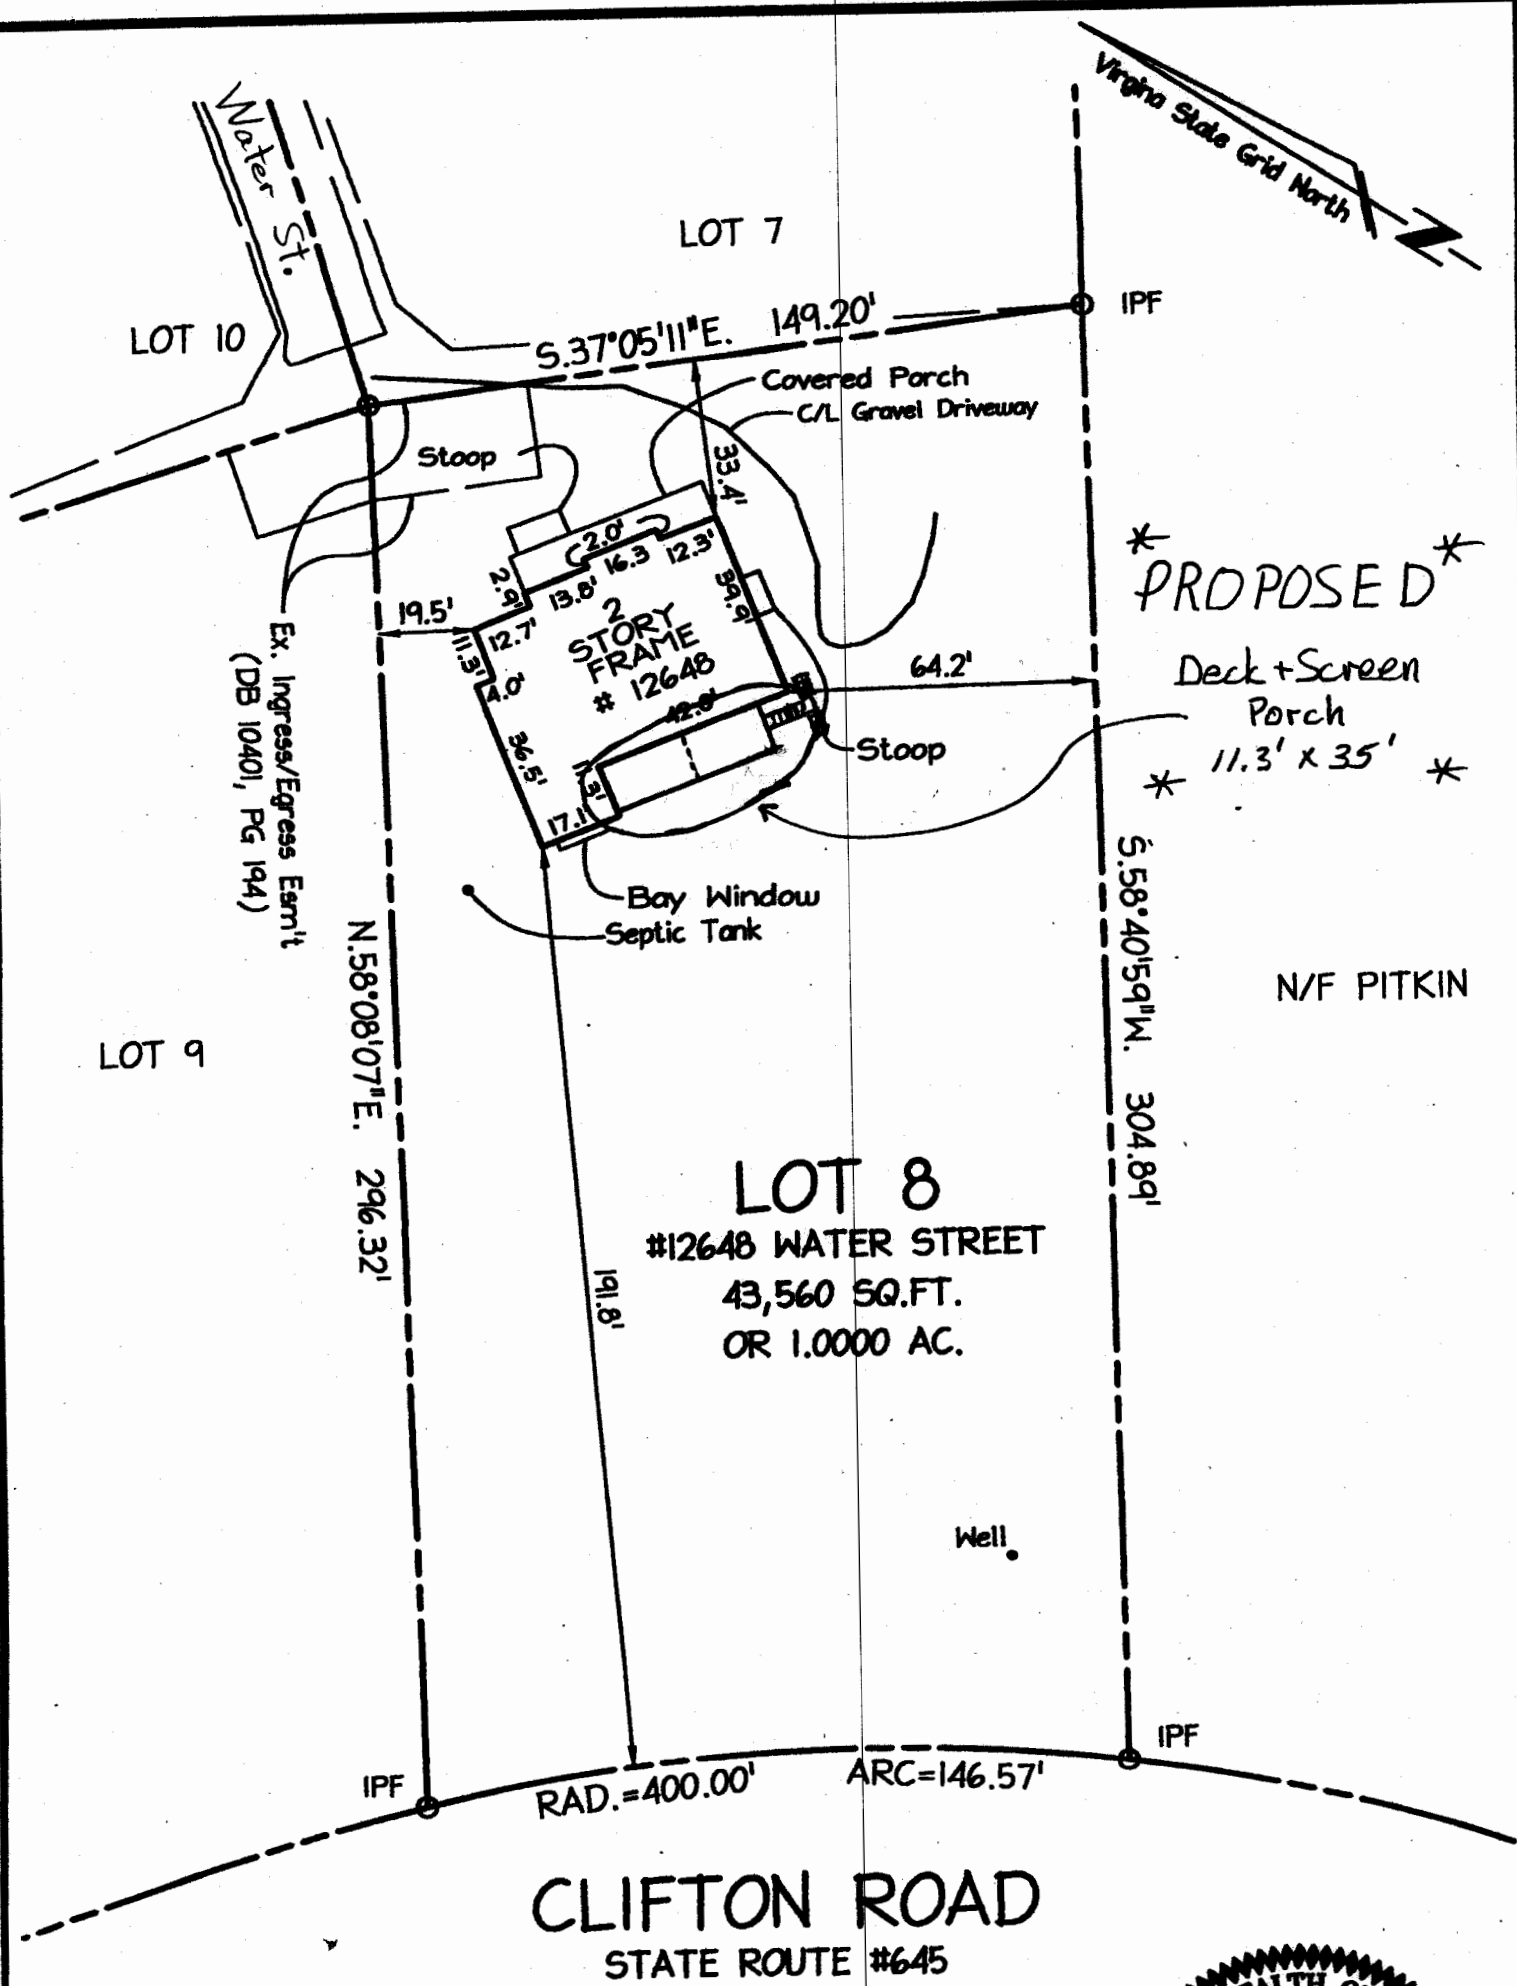 Water St.
Virgina State Grid North
LOT 7
LOT 10
IPF
S.37°05'11"E. 149.20'
Covered Porch
C/L Gravel Driveway
Stoop
33.4'
2.0'
12.3'
16.3
13.8'
2.9'
39.9'
19.5'
12.7'
11.3'
4.0'
2
STORY
FRAME
# 12648
42.0'
64.2'
*PROPOSED*
Deck + Screen
Porch
* 11.3' X 35' *
Stoop
36.5'
11.3'
17.1'
Ex. Ingress/Egress Esm't
(DB 10401, PG 194)
Bay Window
Septic Tank
S.58°40'59"W. 304.89'
N.58°08'07"E. 296.32'
N/F PITKIN
LOT 9
LOT 8
#12648 WATER STREET
43,560 SQ.FT.
OR 1.0000 AC.
191.8'
Well
IPF
IPF
RAD.=400.00'
ARC=146.57'
CLIFTON ROAD
STATE ROUTE #645